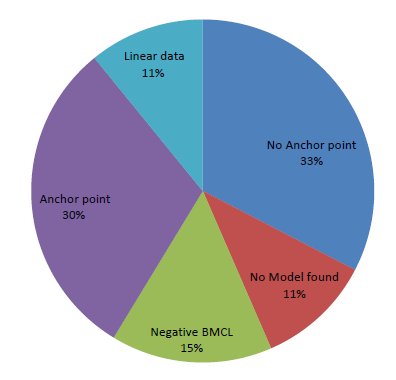 Linear data
11%
No Anchor point
33%
Anchor point
30%
No Model found
11%
Negative BMCL
15%